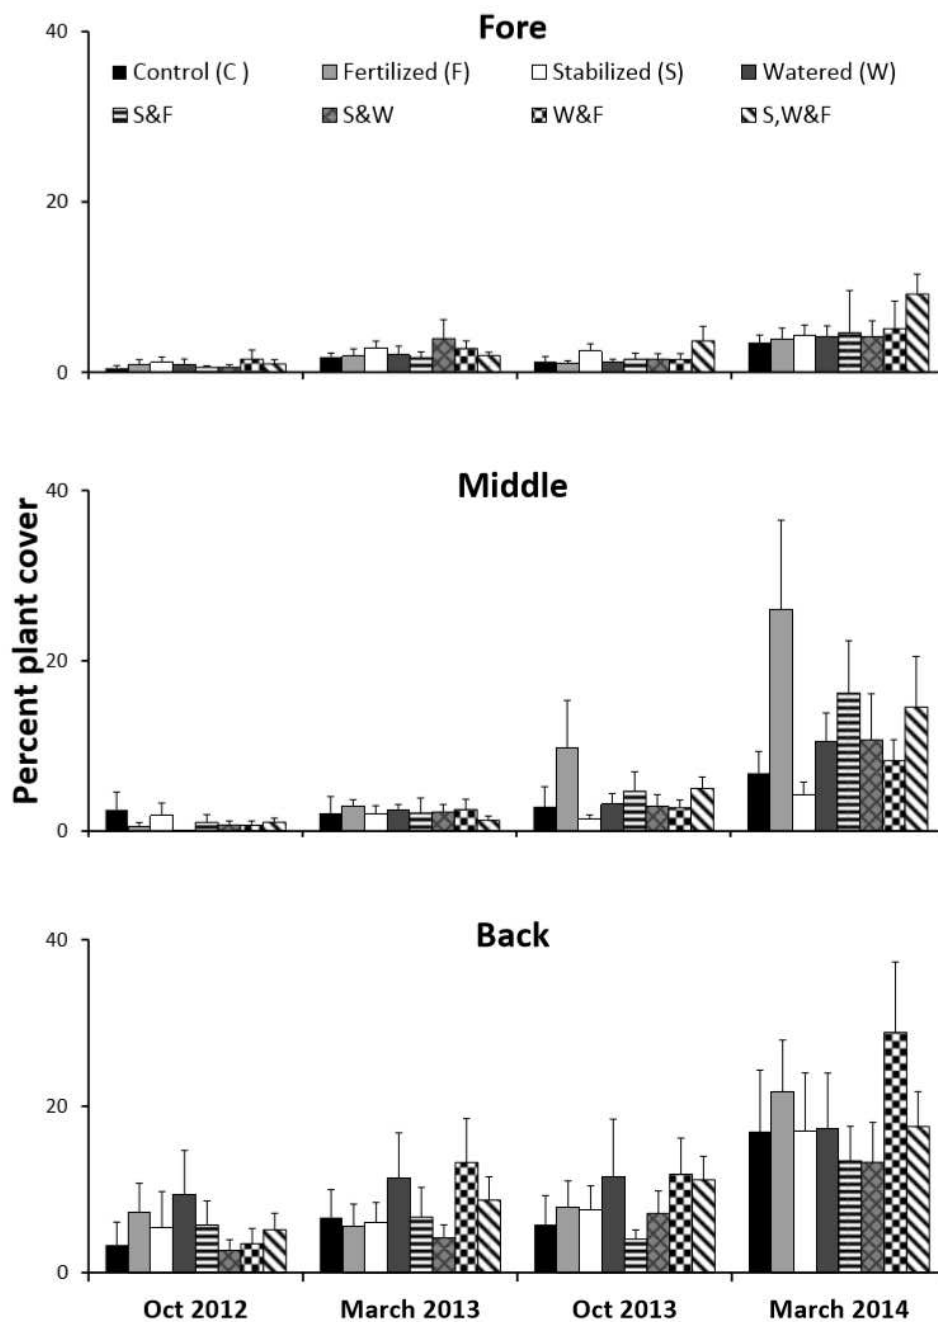 Fore
40
Control (C )
Fertilized (F)
Stabilized (S)
Watered (W)
S&F
S&W
W&F
S,W&F
20
0
Percent plant cover
Middle
40
20
0
Back
40
20
0
Oct 2012
March 2013
Oct 2013
March 2014